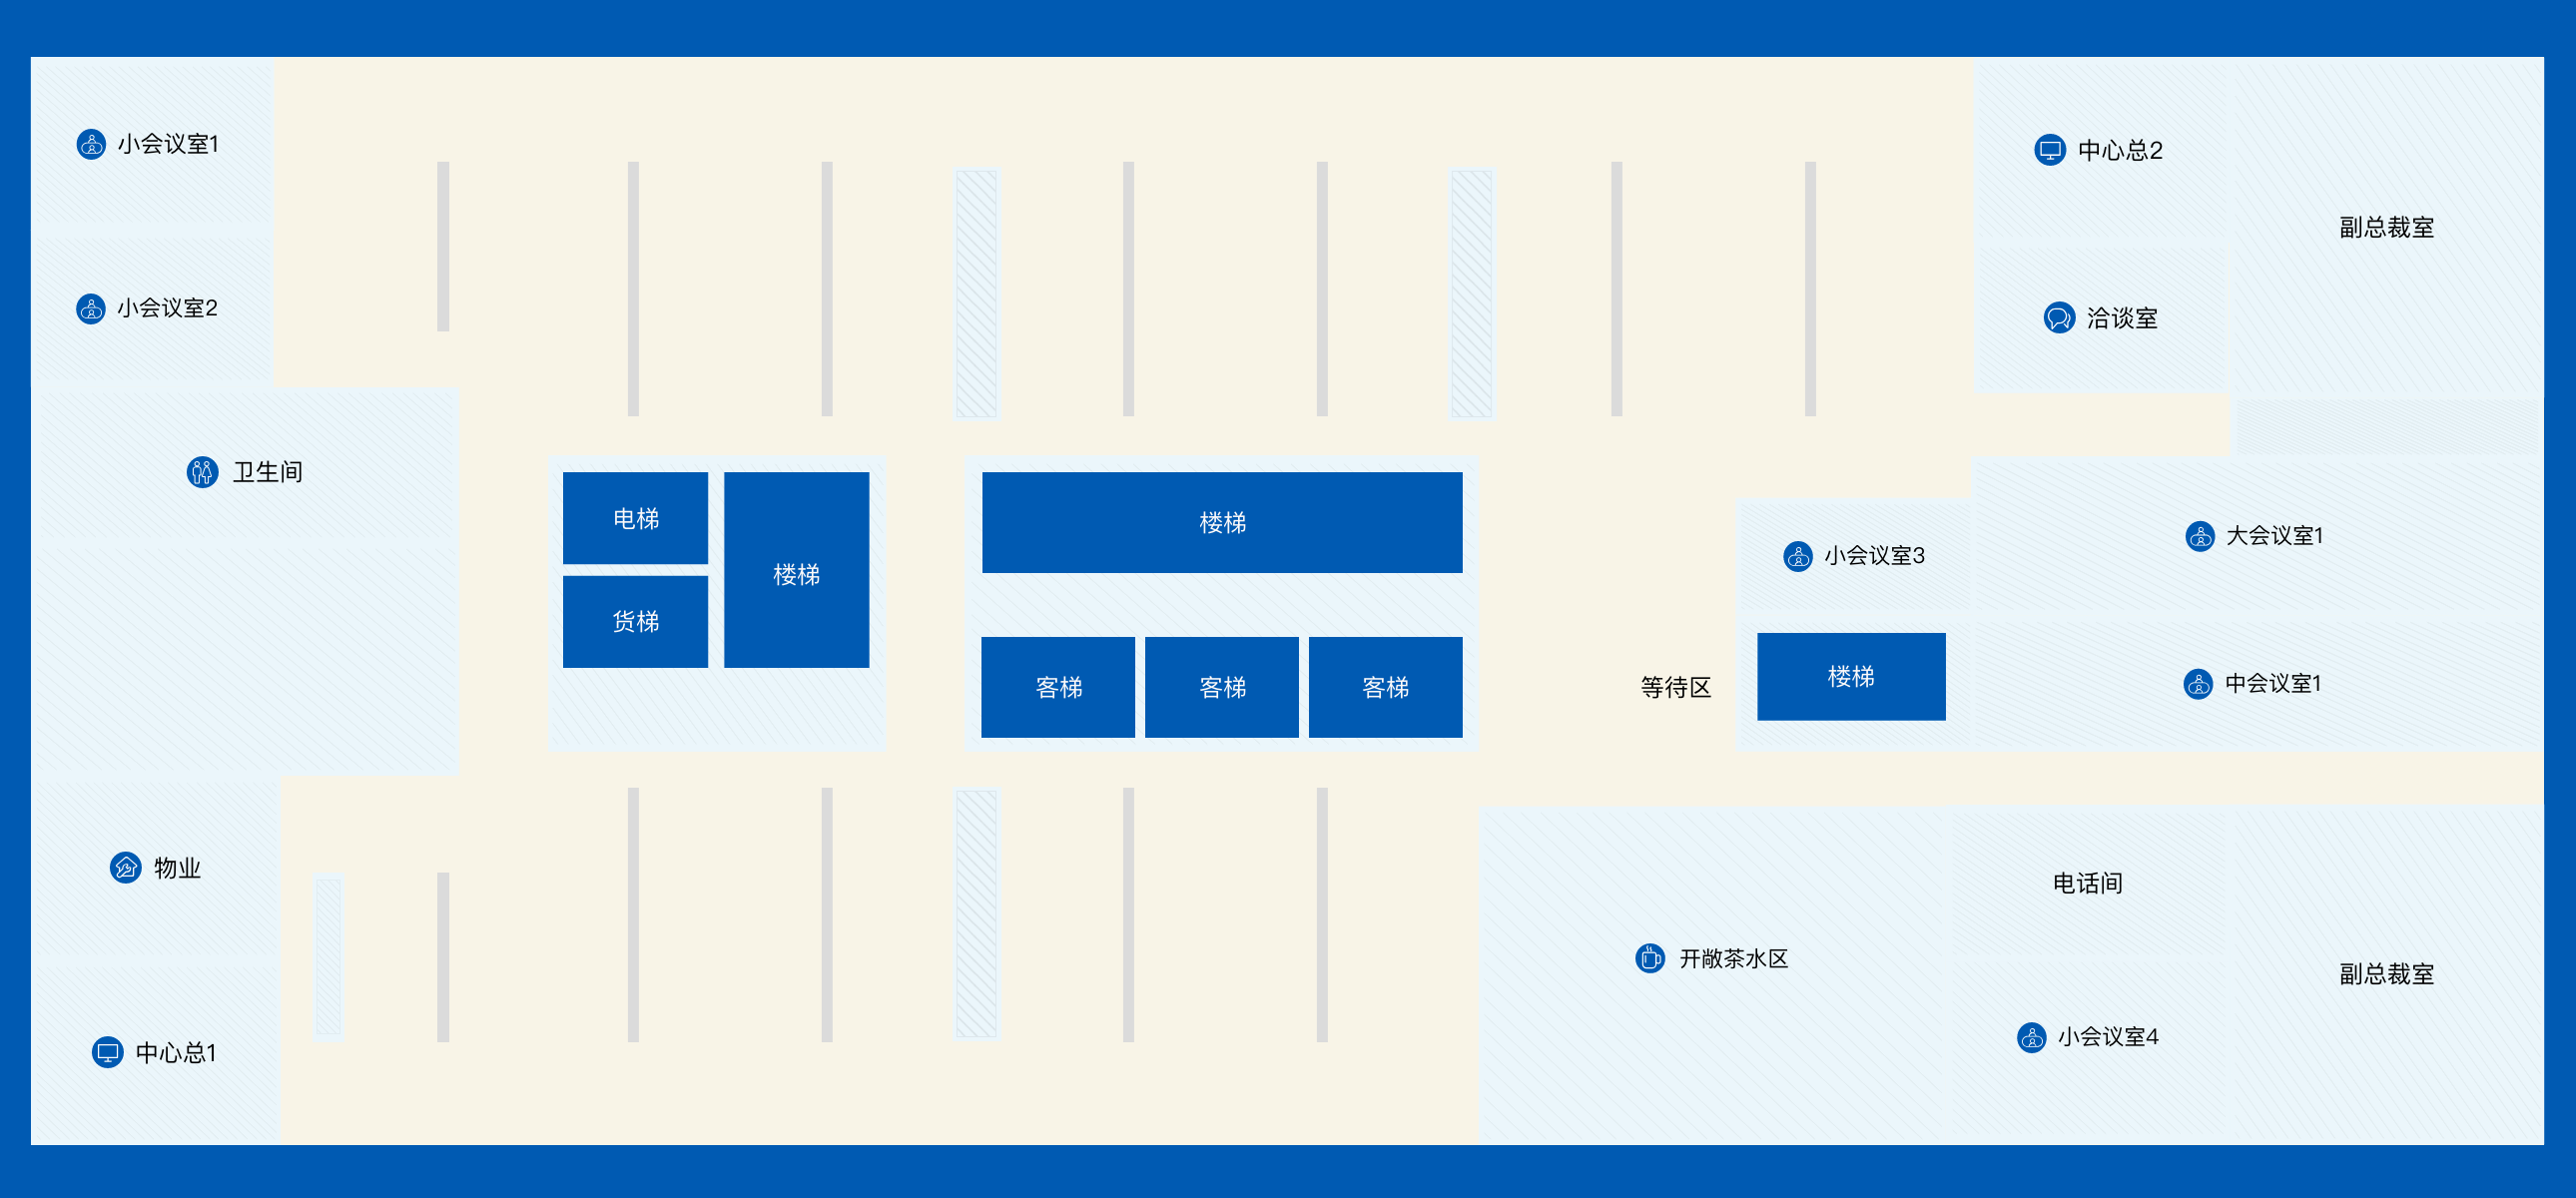 小会议室1
小会议室2
卫生间
物业
中心总1
电梯
货梯
楼梯
楼梯
客梯
客梯
客梯
等待区
中心总2
洽谈室
副总裁室
小会议室3
楼梯
大会议室1
中会议室1
开敞茶水区
电话间
小会议室4
副总裁室